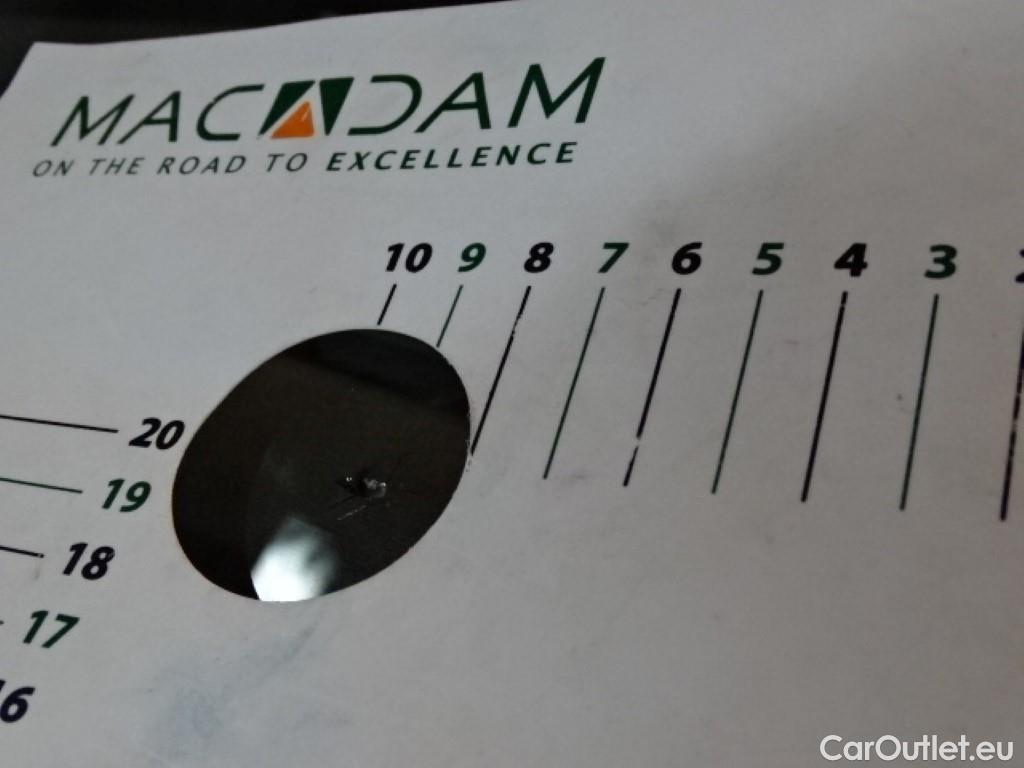 MACADAM
ON THE ROAD TO EXCELLENCE
10 9 8 7 6 5 4 3
20
19
18
17
16
CarOutlet.eu